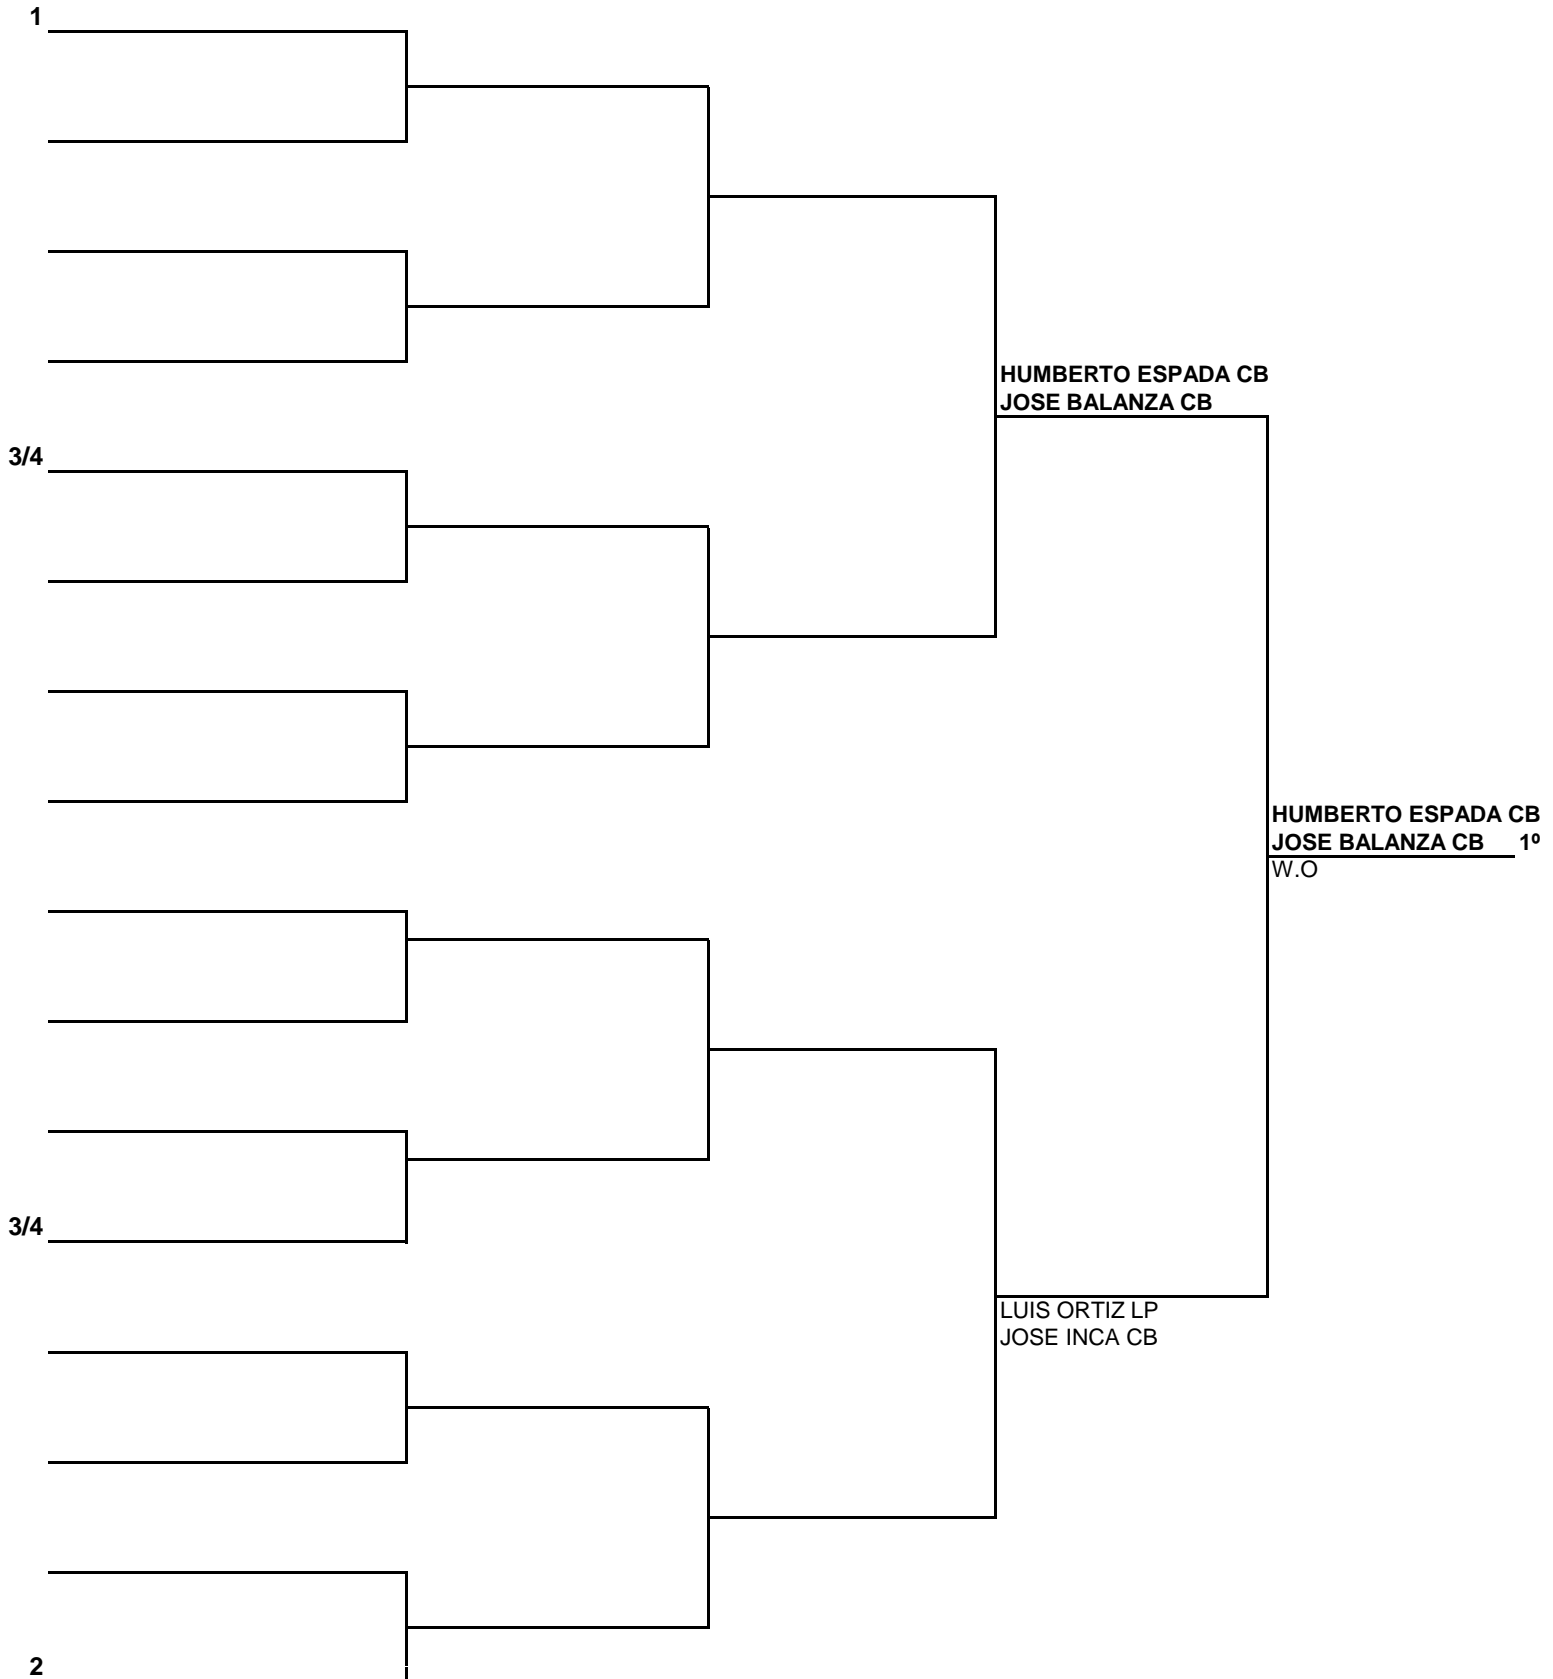 1
HUMBERTO ESPADA CB
JOSE BALANZA CB
3/4
HUMBERTO ESPADA CB
JOSE BALANZA CB 1º
W.O
3/4
LUIS ORTIZ LP
JOSE INCA CB
2